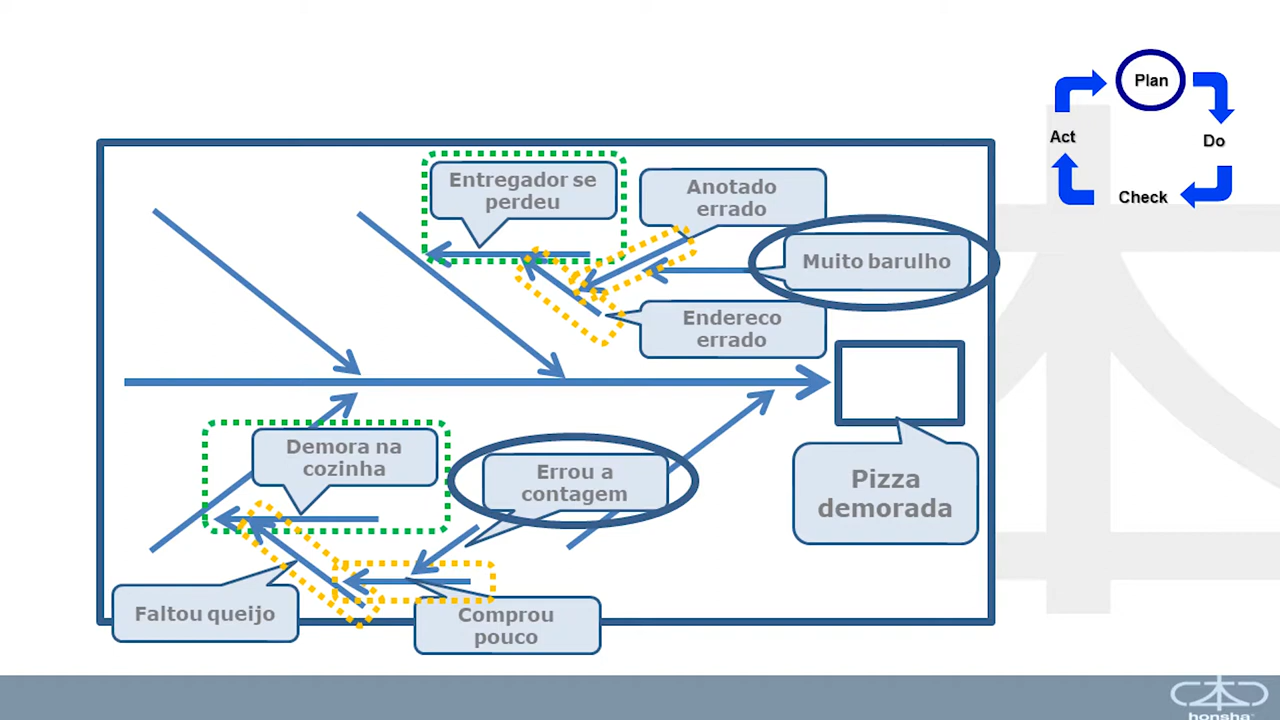 Plan
Act
Do
Check
Entregador se
perdeu
Anotado
errado
Muito barulho
Endereco
errado
Demora na
cozinha
Errou a
contagem
Pizza
demorada
Faltou queijo
Comprou
pouco
本
honsha